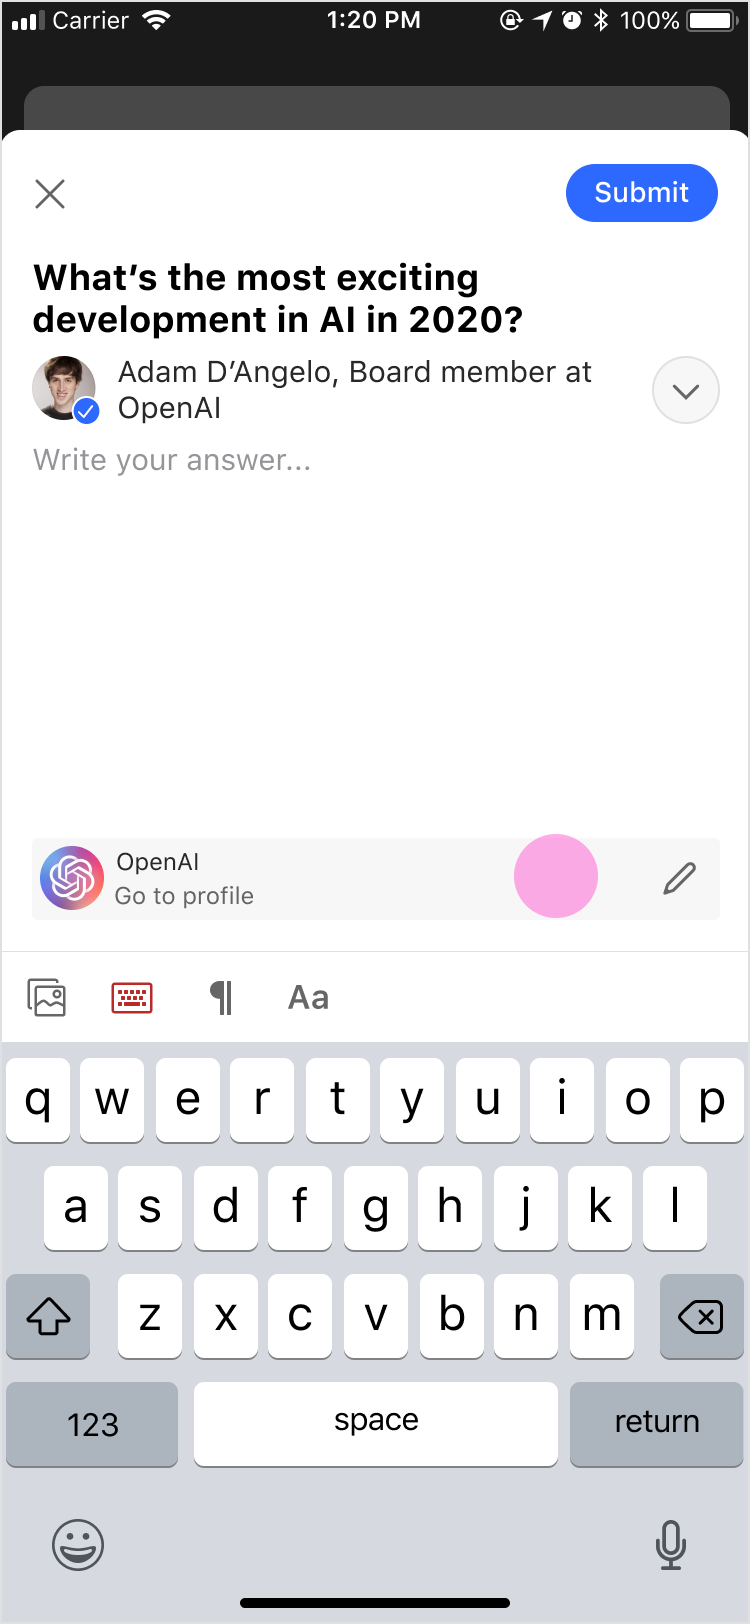 Carrier 1:20 PM 100%
Submit
What’s the most exciting
development in AI in 2020?
Adam D’Angelo, Board member at
OpenAI
Write your answer...
OpenAI
Go to profile
Aa
q w e r t y u i o p
a s d f g h j k l
z x c v b n m
123 space return